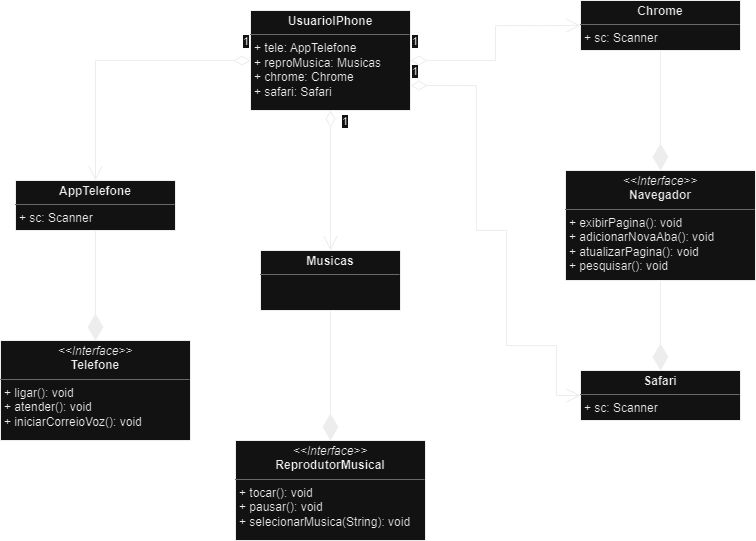 UsuarioIPhone
+ tele: AppTelefone
+ reproMusica: Musicas
+ chrome: Chrome
+ safari: Safari
1
1
1
1
Chrome
+ sc: Scanner
AppTelefone
+ sc: Scanner
Musicas
<<Interface>>
Navegador
+ exibirPagina(): void
+ adicionarNovaAba(): void
+ atualizarPagina(): void
+ pesquisar(): void
<<Interface>>
Telefone
+ ligar(): void
+ atender(): void
+ iniciarCorreioVoz(): void
Safari
+ sc: Scanner
<<Interface>>
ReprodutorMusical
+ tocar(): void
+ pausar(): void
+ selecionarMusica(String): void